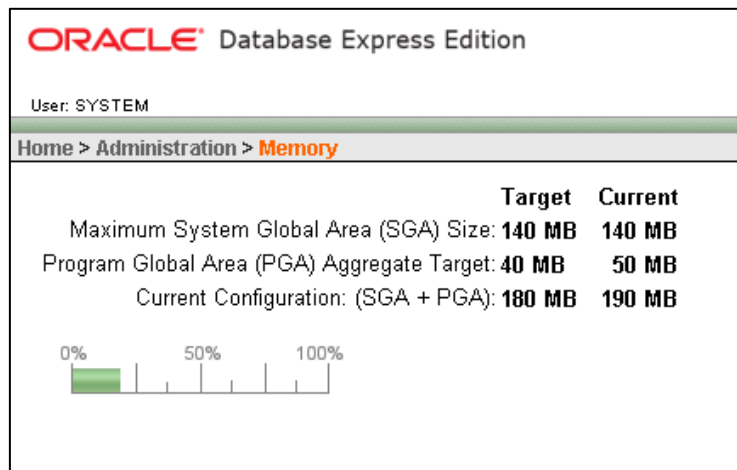 ORACLE® Database Express Edition
User: SYSTEM
Home > Administration > Memory
Target Current
Maximum System Global Area (SGA) Size: 140 MB 140 MB
Program Global Area (PGA) Aggregate Target: 40 MB 50 MB
Current Configuration: (SGA + PGA): 180 MB 190 MB
0% 50% 100%